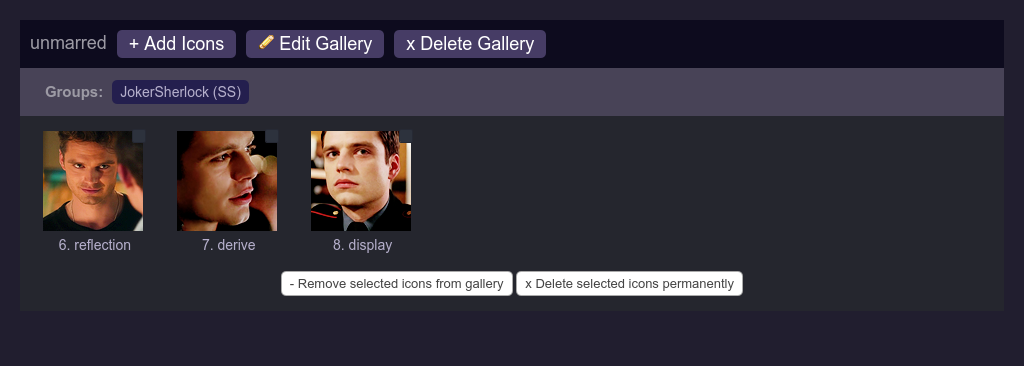 unmarred + Add Icons Edit Gallery x Delete Gallery
Groups: JokerSherlock (SS)
6. reflection 7. derive 8. display
- Remove selected icons from gallery x Delete selected icons permanently